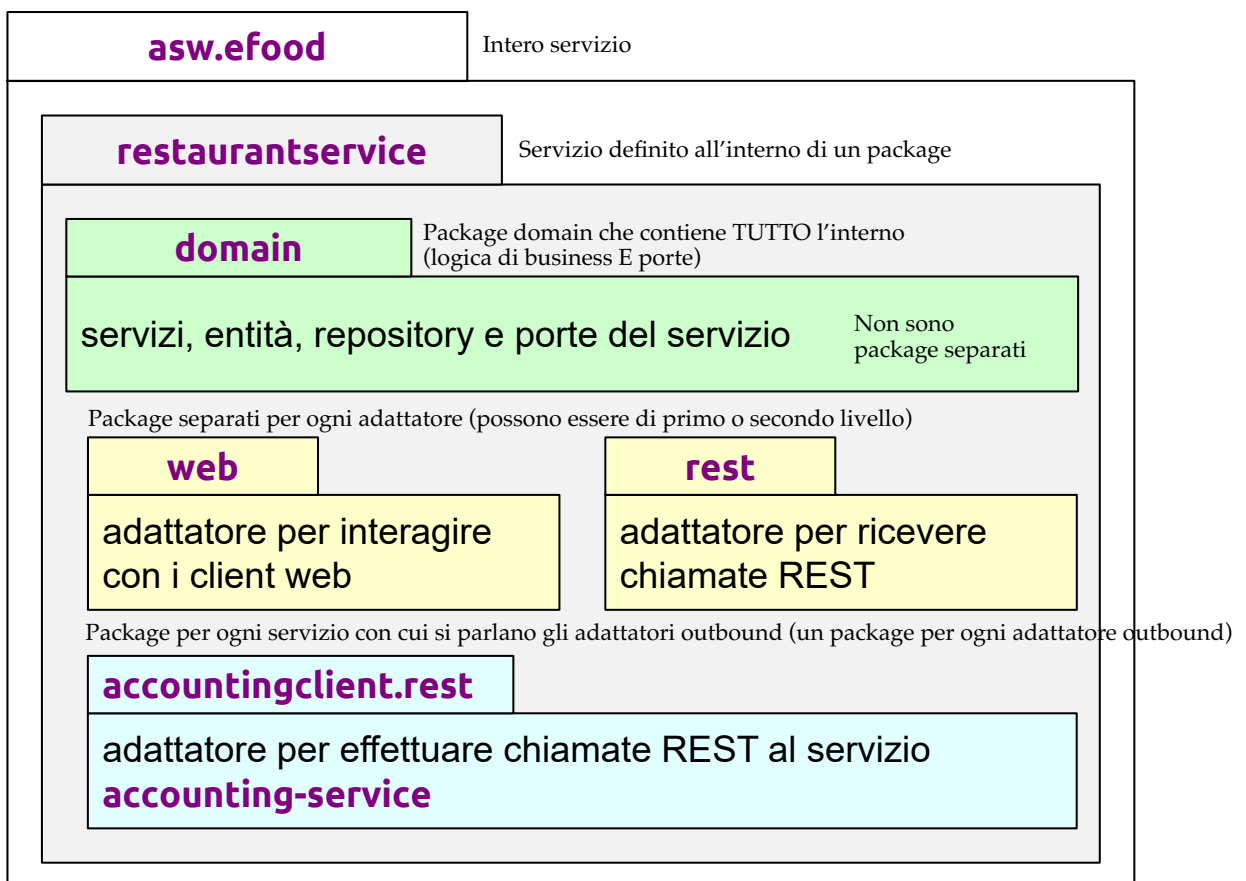 asw.efood
Intero servizio
restaurantservice
Servizio definito all'interno di un package
domain
Package domain che contiene TUTTO l'interno
(logica di business E porte)
servizi, entità, repository e porte del servizio
Non sono
package separati
Package separati per ogni adattatore (possono essere di primo o secondo livello)
web
rest
adattatore per interagire
con i client web
adattatore per ricevere
chiamate REST
Package per ogni servizio con cui si parlano gli adattatori outbound (un package per ogni adattatore outbound)
accountingclient.rest
adattatore per effettuare chiamate REST al servizio
accounting-service